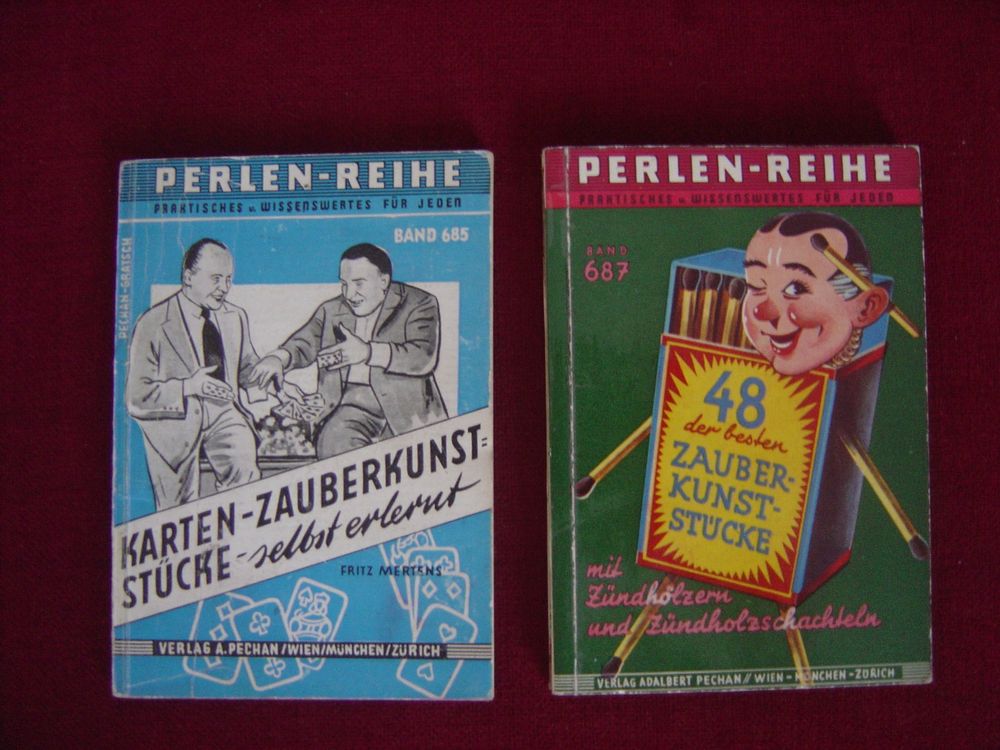 PERLEN-REIHE
PRAKTISCHES u. WISSENSWERTES FÜR JEDEN
BAND 685
PECHAN-GRATSCH
KARTEN-ZAUBERKUNST=
STÜCKE - selbst erlernt
FRITZ MERTENS
VERLAG A. PECHAN/WIEN/MÜNCHEN/ZÜRICH
PERLEN-REIHE
PRAKTISCHES u. WISSENSWERTES FÜR JEDEN
BAND
687
48
der besten
ZAUBER-
KUNST-
STÜCKE
mit
Zündhölzern
und Zündholzschachteln
VERLAG ADALBERT PECHAN // WIEN - MÜNCHEN - ZÜRICH